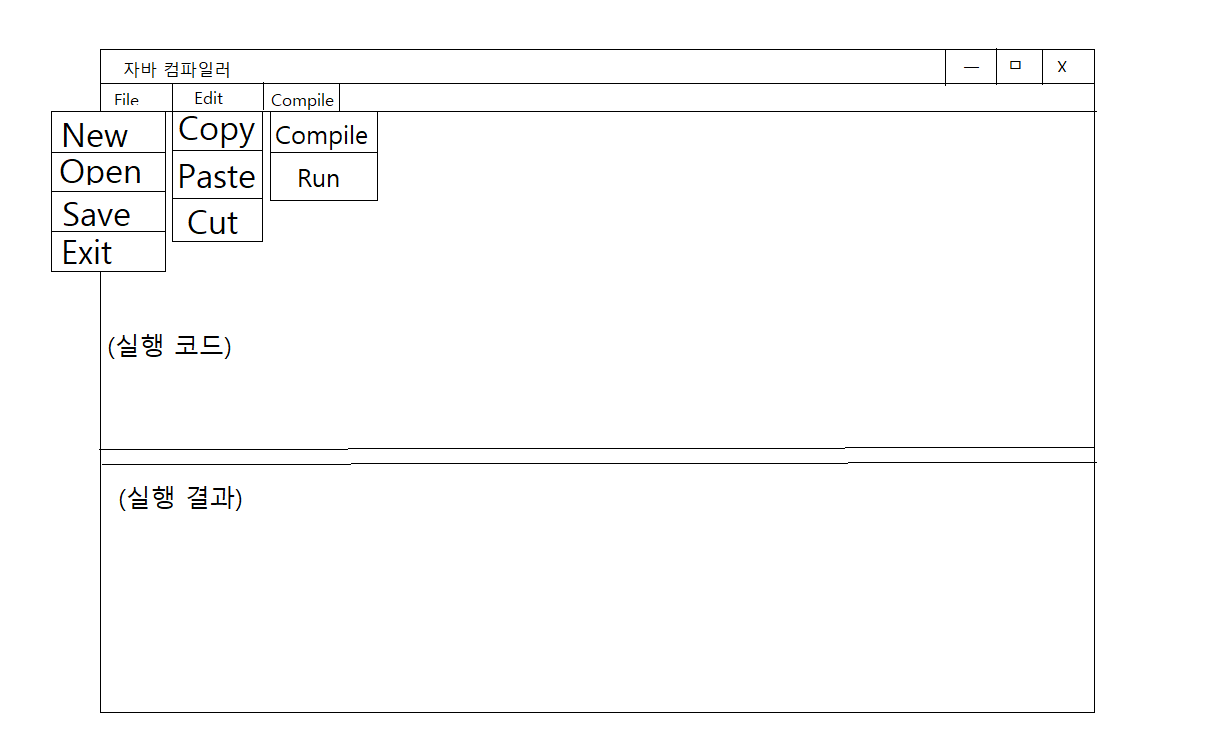 자바 컴파일러 — ㅁ X
File Edit Compile
New Copy Compile
Open Paste Run
Save Cut
Exit
(실행 코드)
(실행 결과)